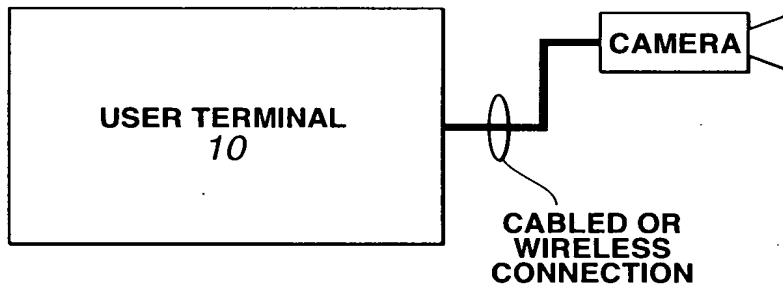 CAMERA
USER TERMINAL
10
CABLED OR
WIRELESS
CONNECTION